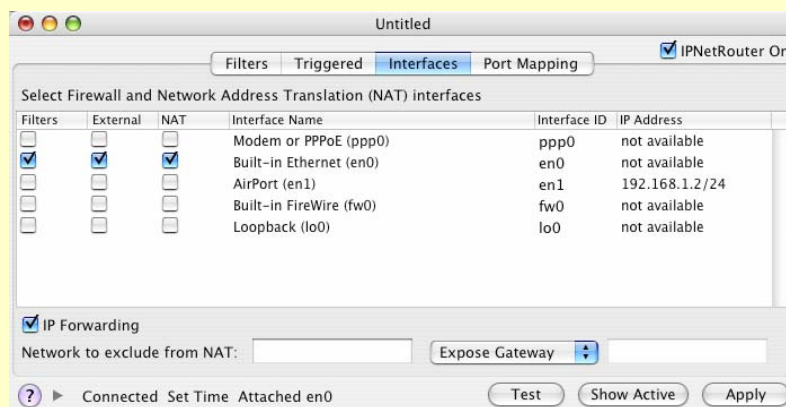 Untitled
IPNetRouter On
Filters Triggered Interfaces Port Mapping
Select Firewall and Network Address Translation (NAT) interfaces
Filters External NAT Interface Name Interface ID IP Address
Modem or PPPoE (ppp0) ppp0 not available
Built-in Ethernet (en0) en0 not available
AirPort (en1) en1 192.168.1.2/24
Built-in FireWire (fw0) fw0 not available
Loopback (lo0) lo0 not available
IP Forwarding
Network to exclude from NAT: Expose Gateway
? Connected Set Time Attached en0 Test Show Active Apply